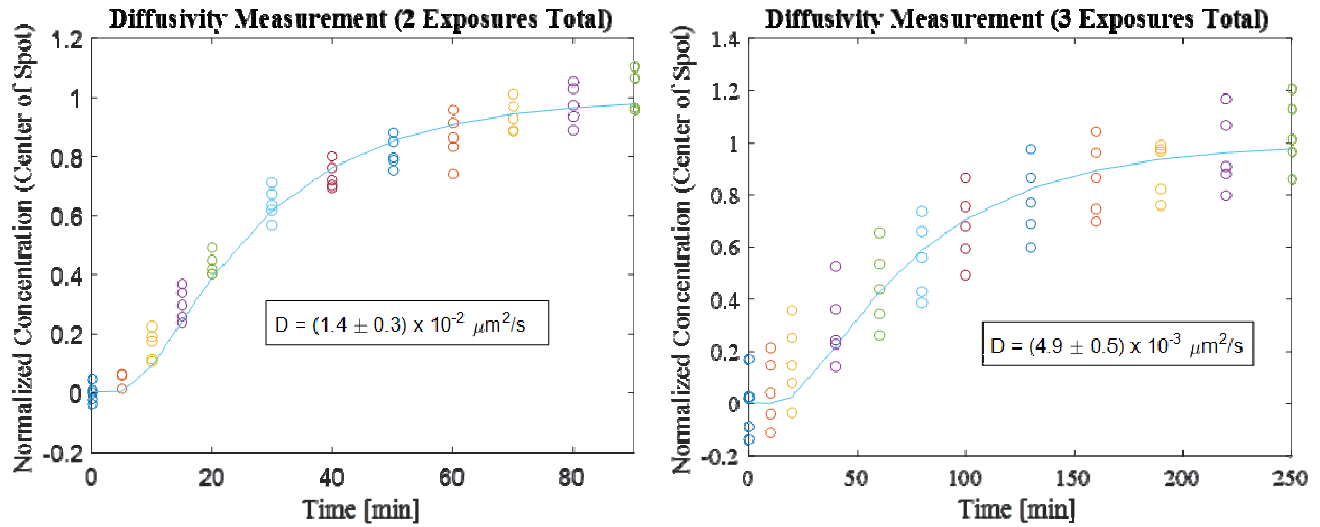 Diffusivity Measurement (2 Exposures Total)
Normalized Concentration (Center of Spot)
1.2
1
0.8
0.6
0.4
0.2
0
-0.2
D = (1.4 ± 0.3) x 10⁻² μm²/s
0 20 40 60 80
Time [min]
Diffusivity Measurement (3 Exposures Total)
Normalized Concentration (Center of Spot)
1.4
1.2
1
0.8
0.6
0.4
0.2
0
-0.2
D = (4.9 ± 0.5) x 10⁻³ μm²/s
0 50 100 150 200 250
Time [min]